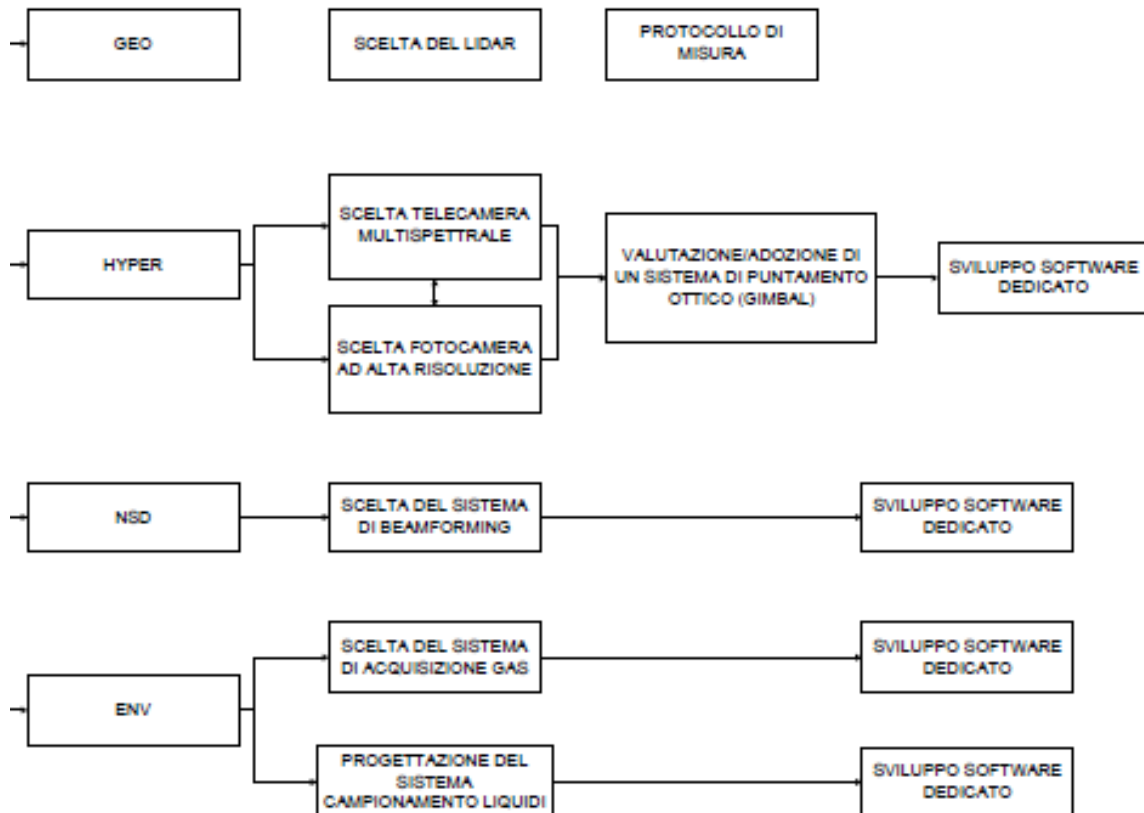 GEO
SCELTA DEL LIDAR
PROTOCOLLO DI
MISURA
HYPER
SCELTA TELECAMERA
MULTISPETTRALE
SCELTA FOTOCAMERA
AD ALTA RISOLUZIONE
VALUTAZIONE/ADOZIONE DI
UN SISTEMA DI PUNTAMENTO
OTTICO (GIMBAL)
SVILUPPO SOFTWARE
DEDICATO
NSD
SCELTA DEL SISTEMA
DI BEAMFORMING
SVILUPPO SOFTWARE
DEDICATO
ENV
SCELTA DEL SISTEMA
DI ACQUISIZIONE GAS
SVILUPPO SOFTWARE
DEDICATO
PROGETTAZIONE DEL
SISTEMA
CAMPIONAMENTO LIQUIDI
SVILUPPO SOFTWARE
DEDICATO